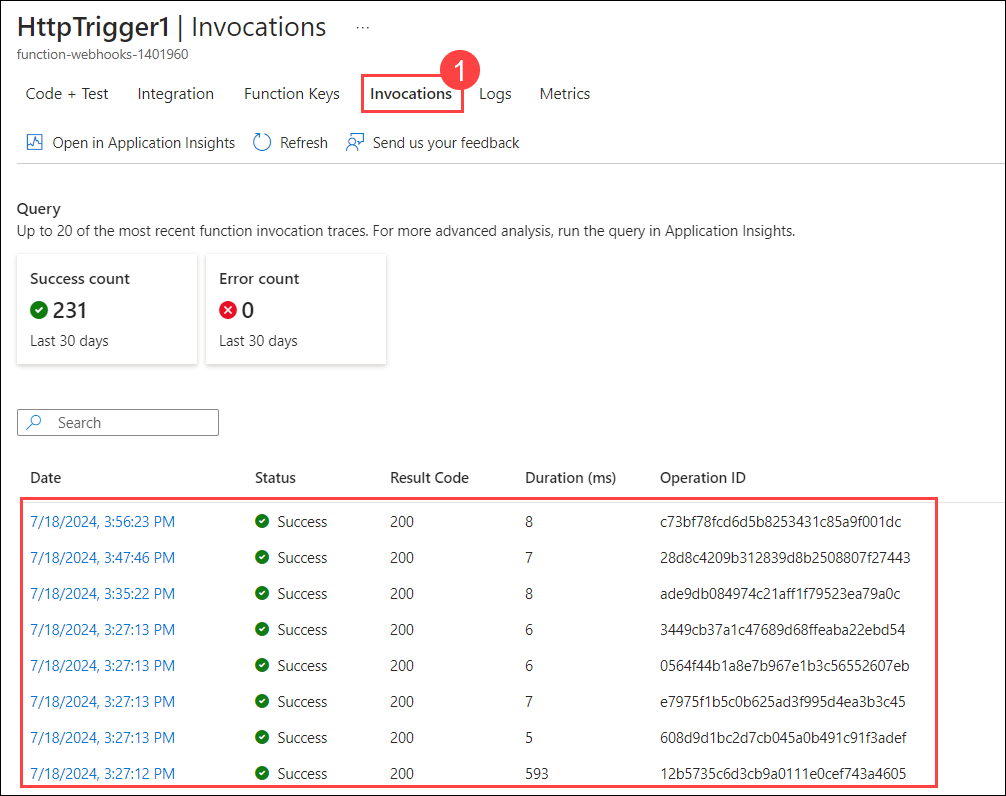 HttpTrigger1 | Invocations ...
function-webhooks-1401960
1
Code + Test Integration Function Keys Invocations Logs Metrics
Open in Application Insights Refresh Send us your feedback
Query
Up to 20 of the most recent function invocation traces. For more advanced analysis, run the query in Application Insights.
Success count Error count
231 0
Last 30 days Last 30 days
Search
Date Status Result Code Duration (ms) Operation ID
7/18/2024, 3:56:23 PM Success 200 8 c73bf78fcd6d5b8253431c85a9f001dc
7/18/2024, 3:47:46 PM Success 200 7 28d8c4209b312839d8b2508807f27443
7/18/2024, 3:35:22 PM Success 200 8 ade9db084974c21aff1f79523ea79a0c
7/18/2024, 3:27:13 PM Success 200 6 3449cb37a1c47689d68ffeaba22ebd54
7/18/2024, 3:27:13 PM Success 200 6 0564f44b1a8e7b967e1b3c56552607eb
7/18/2024, 3:27:13 PM Success 200 7 e7975f1b5c0b625ad3f995d4ea3b3c45
7/18/2024, 3:27:13 PM Success 200 5 608d9d1bc2d7cb045a0b491c91f3adef
7/18/2024, 3:27:12 PM Success 200 593 12b5735c6d3cb9a0111e0cef743a4605